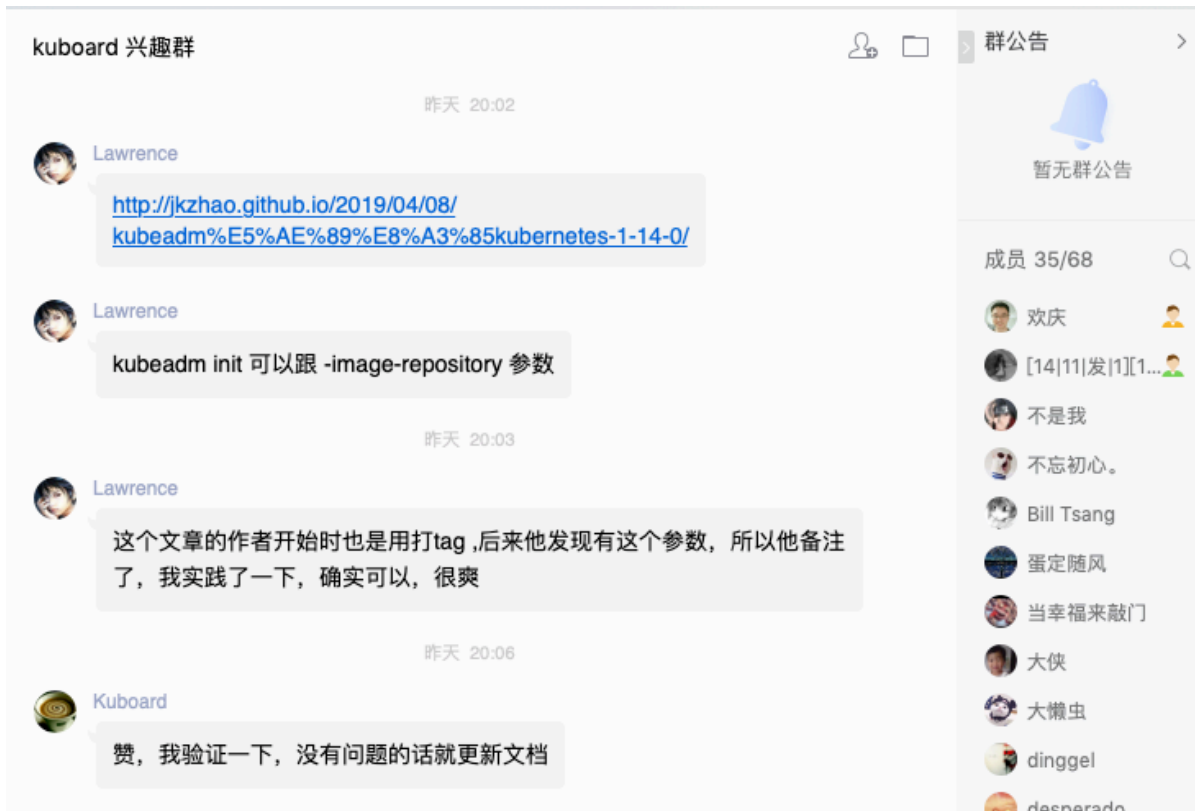 kuboard 兴趣群
昨天 20:02
Lawrence
http://jkzhao.github.io/2019/04/08/
kubeadm%E5%AE%89%E8%A3%85kubernetes-1-14-0/
Lawrence
kubeadm init 可以跟 -image-repository 参数
昨天 20:03
Lawrence
这个文章的作者开始时也是用打tag ,后来他发现有这个参数，所以他备注
了，我实践了一下，确实可以，很爽
昨天 20:06
Kuboard
赞，我验证一下，没有问题的话就更新文档
群公告
暂无群公告
成员 35/68
欢庆
[14|11|发|1][1...
不是我
不忘初心。
Bill Tsang
蛋定随风
当幸福来敲门
大侠
大懒虫
dinggel
desperado